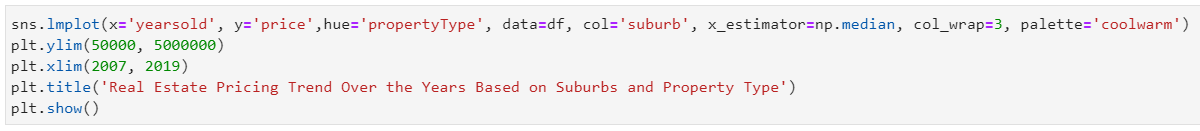 sns.lmplot(x='yearsold', y='price',hue='propertyType', data=df, col='suburb', x_estimator=np.median, col_wrap=3, palette='coolwarm')
plt.ylim(50000, 5000000)
plt.xlim(2007, 2019)
plt.title('Real Estate Pricing Trend Over the Years Based on Suburbs and Property Type')
plt.show()